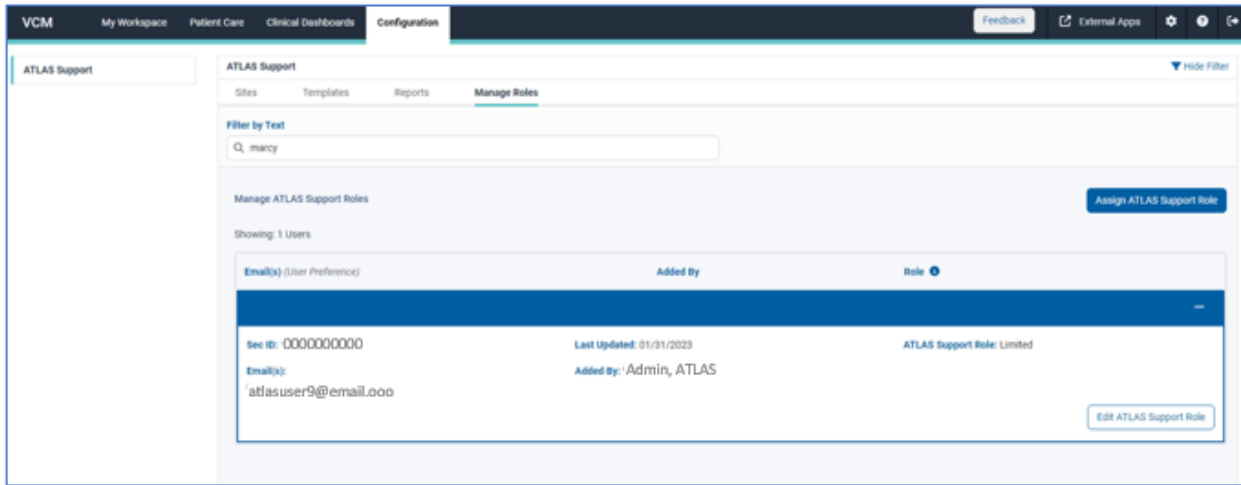 VCM My Workspace Patient Care Clinical Dashboards Configuration Feedback External Apps
ATLAS Support
ATLAS Support Hide Filter
Sites Templates Reports Manage Roles
Filter by Text
marcy
Manage ATLAS Support Roles Assign ATLAS Support Role
Showing: 1 Users
Email(s) (User Preference) Added By Role
Sec ID: 0000000000 Last Updated: 01/31/2023 ATLAS Support Role: Limited
Email(s): Added By: Admin, ATLAS
atlasuser9@email.ooo
Edit ATLAS Support Role